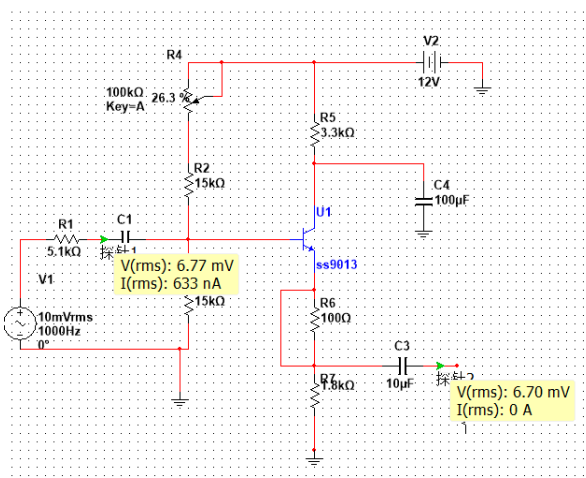 V2
12V
R4
100kΩ
Key=A
26.3 %
R5
3.3kΩ
R2
15kΩ
C4
100μF
U1
ss9013
R1
5.1kΩ
C1
探针1
V(rms): 6.77 mV
I(rms): 633 nA
V1
10mVrms
1000Hz
0°
15kΩ
R6
100Ω
C3
10μF
R7
1.8kΩ
探针2
V(rms): 6.70 mV
I(rms): 0 A